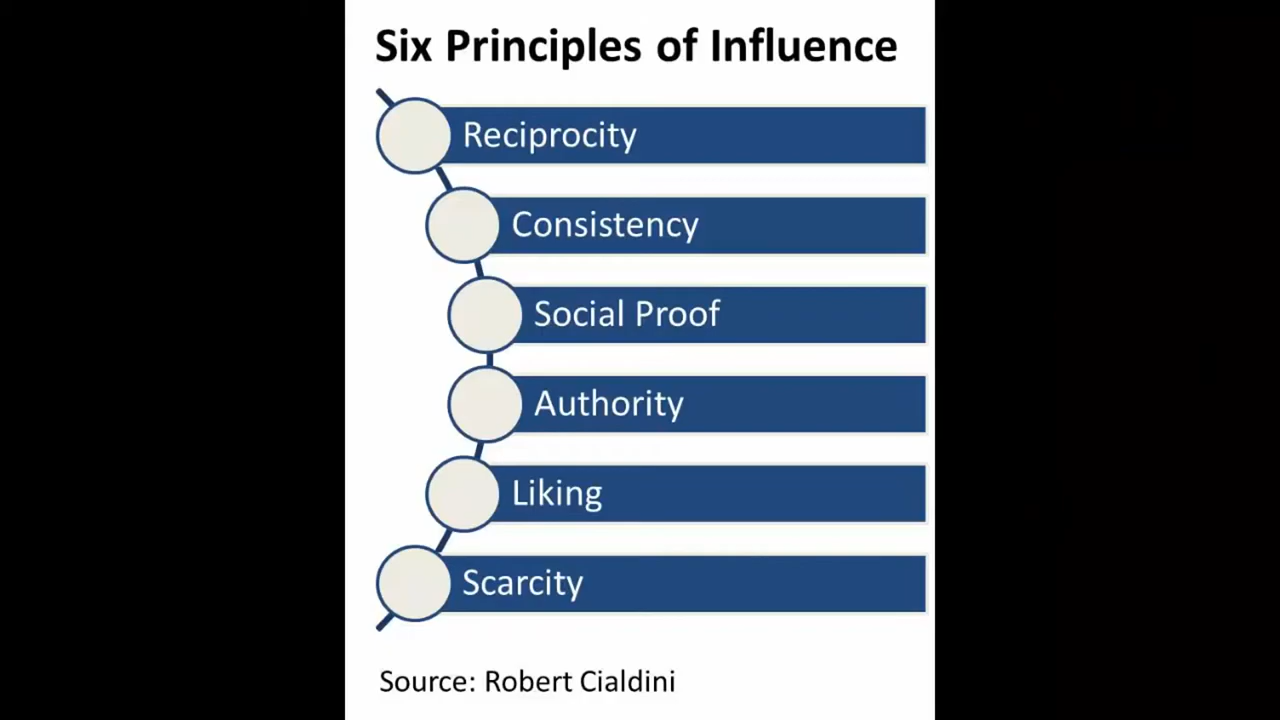 Six Principles of Influence
Reciprocity
Consistency
Social Proof
Authority
Liking
Scarcity
Source: Robert Cialdini